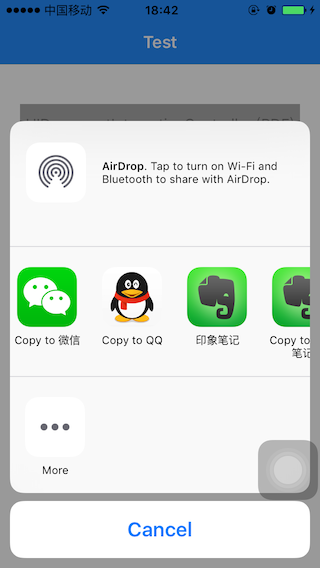 中国移动 18:42
Test
AirDrop. Tap to turn on Wi-Fi and
Bluetooth to share with AirDrop.
Copy to 微信
Copy to QQ
印象笔记
Copy to
笔记
More
Cancel